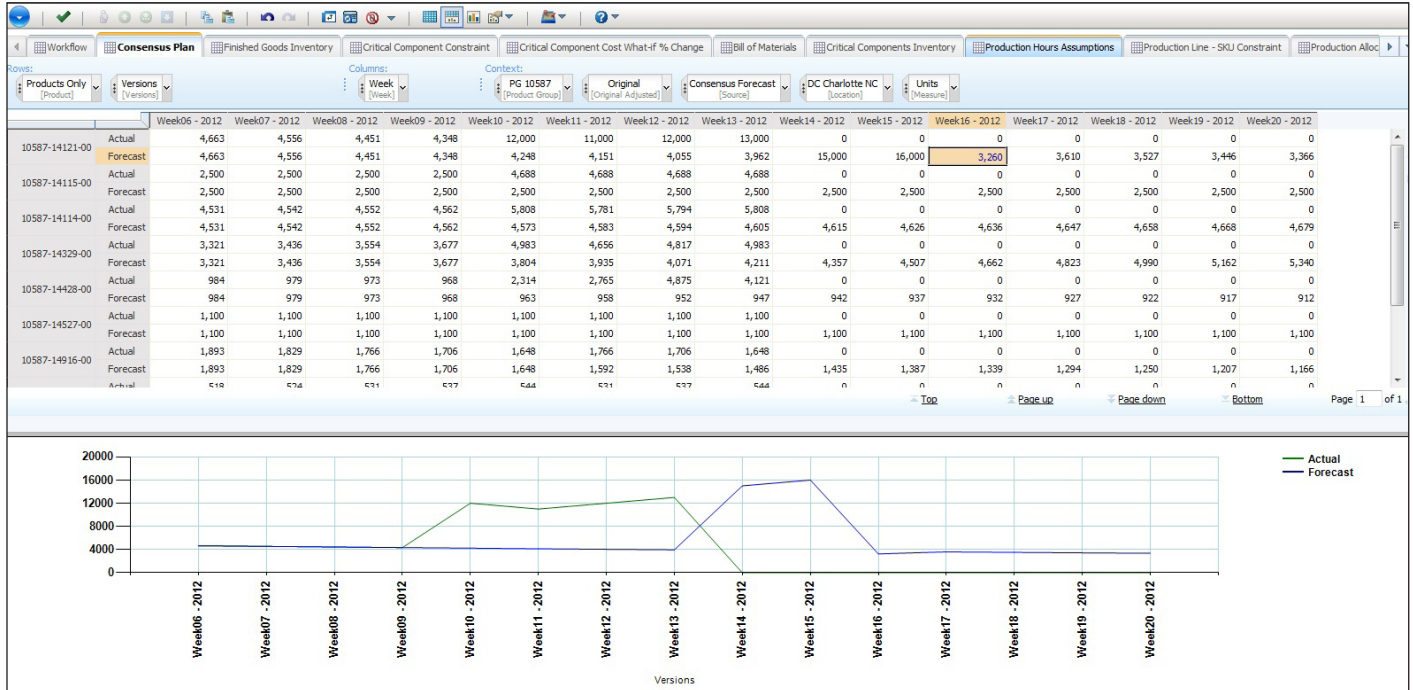 Workflow Consensus Plan Finished Goods Inventory Critical Component Constraint Critical Component Cost What-if % Change Bill of Materials Critical Components Inventory Production Hours Assumptions Production Line - SKU Constraint Production Alloc
Rows: Columns: Context:
Products Only Versions Week PG 10587 Original Consensus Forecast DC Charlotte NC Units
[Product] [Versions] [Week] [Product Group] [Original Adjusted] [Source] [Location] [Measure]
Week06 - 2012 Week07 - 2012 Week08 - 2012 Week09 - 2012 Week10 - 2012 Week11 - 2012 Week12 - 2012 Week13 - 2012 Week14 - 2012 Week15 - 2012 Week16 - 2012 Week17 - 2012 Week18 - 2012 Week19 - 2012 Week20 - 2012
10587-14121-00 Actual 4,663 4,556 4,451 4,348 12,000 11,000 12,000 13,000 0 0 0 0 0 0 0
Forecast 4,663 4,556 4,451 4,348 4,248 4,151 4,055 3,962 15,000 16,000 3,260 3,610 3,527 3,446 3,366
10587-14115-00 Actual 2,500 2,500 2,500 2,500 4,688 4,688 4,688 4,688 0 0 0 0 0 0 0
Forecast 2,500 2,500 2,500 2,500 2,500 2,500 2,500 2,500 2,500 2,500 2,500 2,500 2,500 2,500 2,500
10587-14114-00 Actual 4,531 4,542 4,552 4,562 5,808 5,781 5,794 5,808 0 0 0 0 0 0 0
Forecast 4,531 4,542 4,552 4,562 4,573 4,583 4,594 4,605 4,615 4,626 4,636 4,647 4,658 4,668 4,679
10587-14329-00 Actual 3,321 3,436 3,554 3,677 4,983 4,656 4,817 4,983 0 0 0 0 0 0 0
Forecast 3,321 3,436 3,554 3,677 3,804 3,935 4,071 4,211 4,357 4,507 4,662 4,823 4,990 5,162 5,340
10587-14428-00 Actual 984 979 973 968 2,314 2,765 4,875 4,121 0 0 0 0 0 0 0
Forecast 984 979 973 968 963 958 952 947 942 937 932 927 922 917 912
10587-14527-00 Actual 1,100 1,100 1,100 1,100 1,100 1,100 1,100 1,100 0 0 0 0 0 0 0
Forecast 1,100 1,100 1,100 1,100 1,100 1,100 1,100 1,100 1,100 1,100 1,100 1,100 1,100 1,100 1,100
10587-14916-00 Actual 1,893 1,829 1,766 1,706 1,648 1,766 1,706 1,648 0 0 0 0 0 0 0
Forecast 1,893 1,829 1,766 1,706 1,648 1,592 1,538 1,486 1,435 1,387 1,339 1,294 1,250 1,207 1,166
Actual 518 524 531 537 544 531 537 544 0 0 0 0 0 0 0
Top Page up Page down Bottom Page 1 of 1
20000
16000
12000
8000
4000
0
Actual
Forecast
Week06 - 2012 Week07 - 2012 Week08 - 2012 Week09 - 2012 Week10 - 2012 Week11 - 2012 Week12 - 2012 Week13 - 2012 Week14 - 2012 Week15 - 2012 Week16 - 2012 Week17 - 2012 Week18 - 2012 Week19 - 2012 Week20 - 2012
Versions